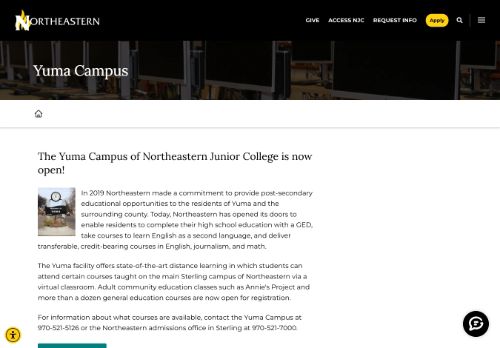 NORTHEASTERN
GIVE ACCESS NJC REQUEST INFO Apply
Yuma Campus
The Yuma Campus of Northeastern Junior College is now
open!
In 2019 Northeastern made a commitment to provide post-secondary
educational opportunities to the residents of Yuma and the
surrounding county. Today, Northeastern has opened its doors to
enable residents to complete their high school education with a GED,
take courses to learn English as a second language, and deliver
transferable, credit-bearing courses in English, journalism, and math.
The Yuma facility offers state-of-the-art distance learning in which students can
attend certain courses taught on the main Sterling campus of Northeastern via a
virtual classroom. Adult community education classes such as Annie's Project and
more than a dozen general education courses are now open for registration.
For information about what courses are available, contact the Yuma Campus at
970-521-5126 or the Northeastern admissions office in Sterling at 970-521-7000.